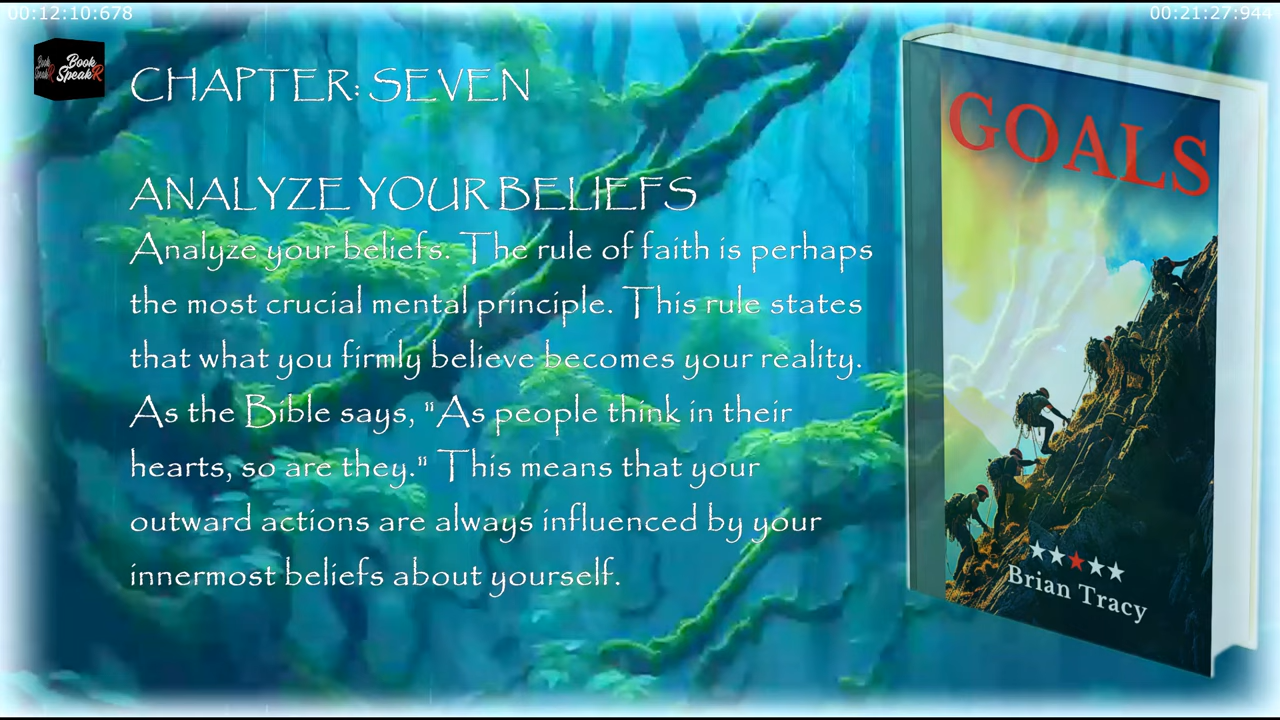 00:12:10:678
00:21:27:944
Book
SpeakR
Book
SpeakR
CHAPTER: SEVEN
ANALYZE YOUR BELIEFS
Analyze your beliefs. The rule of faith is perhaps
the most crucial mental principle. This rule states
that what you firmly believe becomes your reality.
As the Bible says, "As people think in their
hearts, so are they." This means that your
outward actions are always influenced by your
innermost beliefs about yourself.
GOALS
Brian Tracy